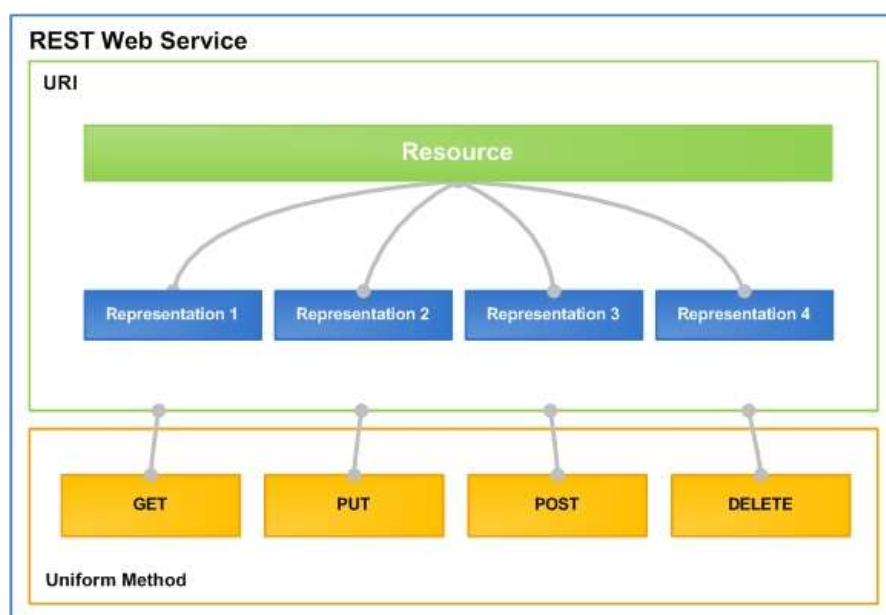 REST Web Service
URI
Resource
Representation 1
Representation 2
Representation 3
Representation 4
GET
PUT
POST
DELETE
Uniform Method